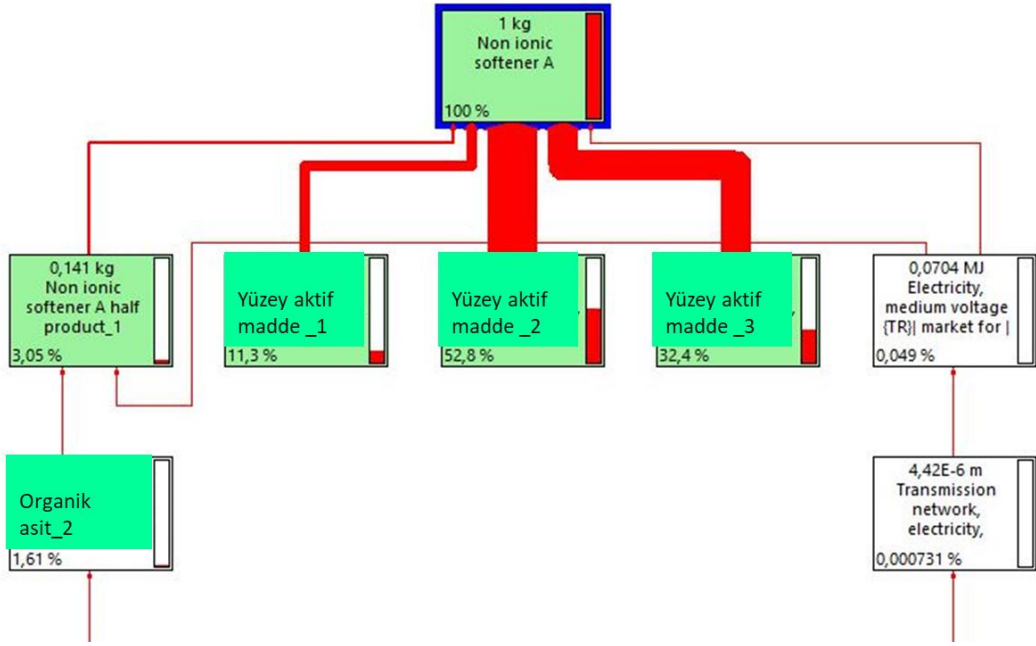 1 kg
Non ionic
softener A
100 %
0,141 kg
Non ionic
softener A half
product_1
3,05 %
Yüzey aktif
madde _1
11,3 %
Yüzey aktif
madde _2
52,8 %
Yüzey aktif
madde _3
32,4 %
0,0704 MJ
Electricity,
medium voltage
{TR}| market for |
0,049 %
Organik
asit_2
1,61 %
4,42E-6 m
Transmission
network,
electricity,
0,000731 %